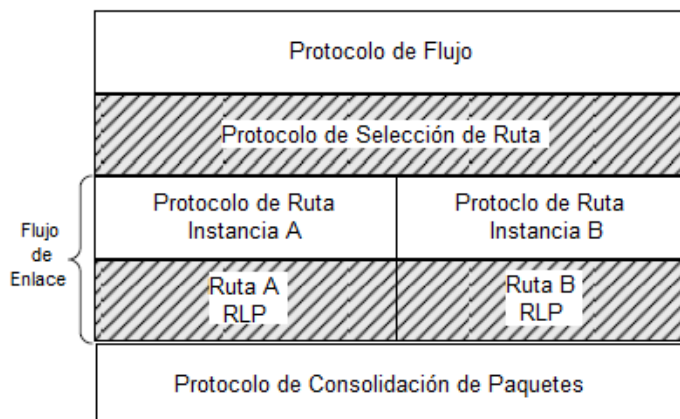 Protocolo de Flujo
Protocolo de Selección de Ruta
Protocolo de Ruta
Instancia A
Protoclo de Ruta
Instancia B
Flujo
de
Enlace
Ruta A
RLP
Ruta B
RLP
Protocolo de Consolidación de Paquetes